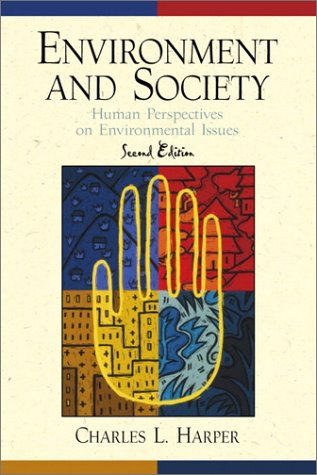 ENVIRONMENT
AND SOCIETY
Human Perspectives
on Environmental Issues
Second Edition
CHARLES L. HARPER